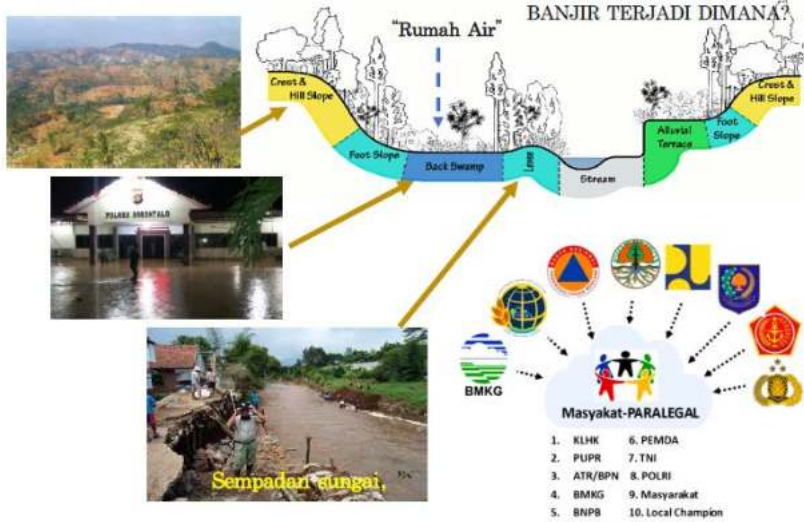 BANJIR TERJADI DIMANA?
"Rumah Air"
Crest &
Hill Slope
Foot Slope
Back Swamp
Levee
Stream
Alluvial
Terrace
Foot
Slope
Crest &
Hill Slope
POLRES GORONTALO
Sempadan sungai,
BMKG
Masyakat-PARALEGAL
1. KLHK
2. PUPR
3. ATR/BPN
4. BMKG
5. BNPB
6. PEMDA
7. TNI
8. POLRI
9. Masyarakat
10. Local Champion